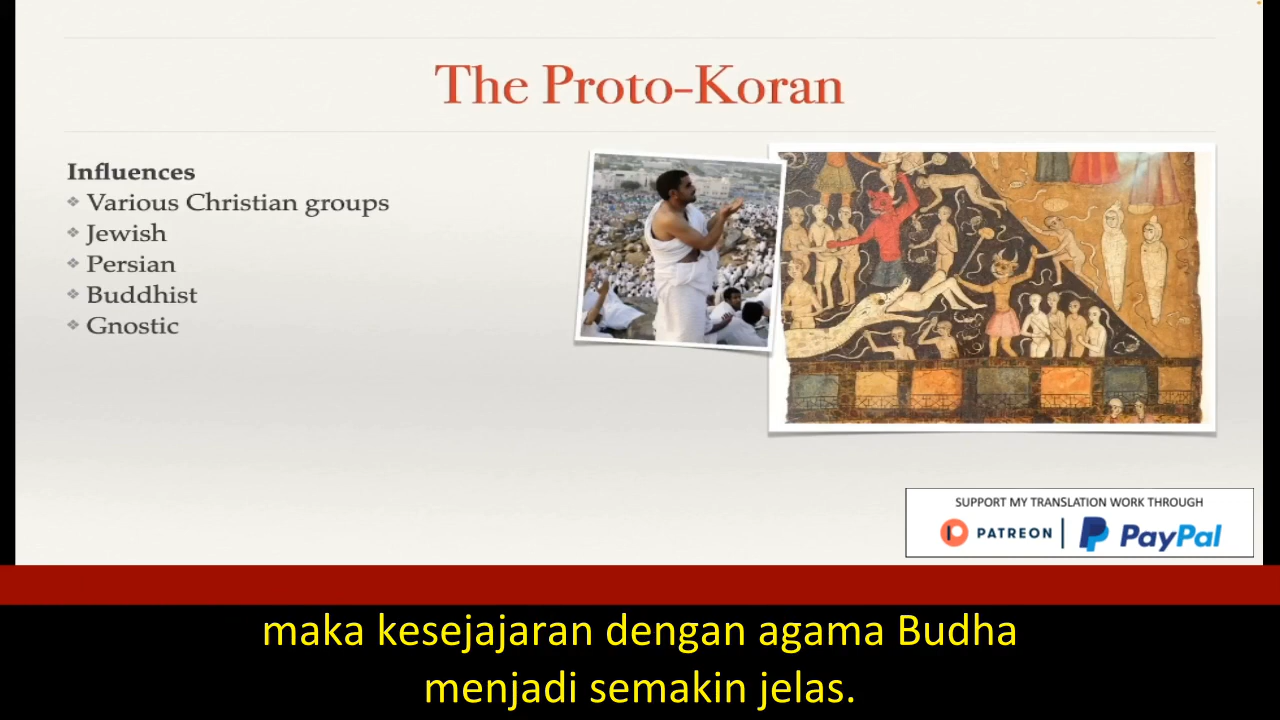 The Proto-Koran
Influences
Various Christian groups
Jewish
Persian
Buddhist
Gnostic
SUPPORT MY TRANSLATION WORK THROUGH
PATREON | PayPal
maka kesejajaran dengan agama Budha
menjadi semakin jelas.